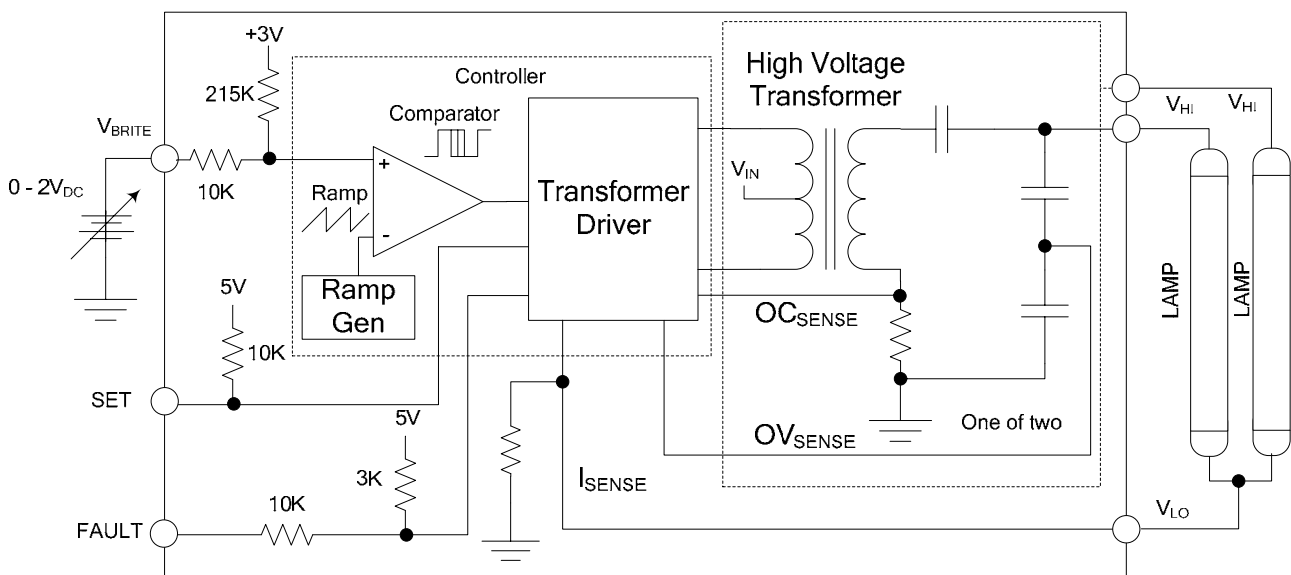 +3V
215K
V_BRITE
0 - 2V_DC
10K
Controller
Comparator
+
Ramp
-
Ramp
Gen
Transformer
Driver
High Voltage
Transformer
V_IN
V_HI
V_HI
LAMP
LAMP
5V
10K
SET
OC_SENSE
One of two
OV_SENSE
5V
3K
I_SENSE
10K
FAULT
V_LO